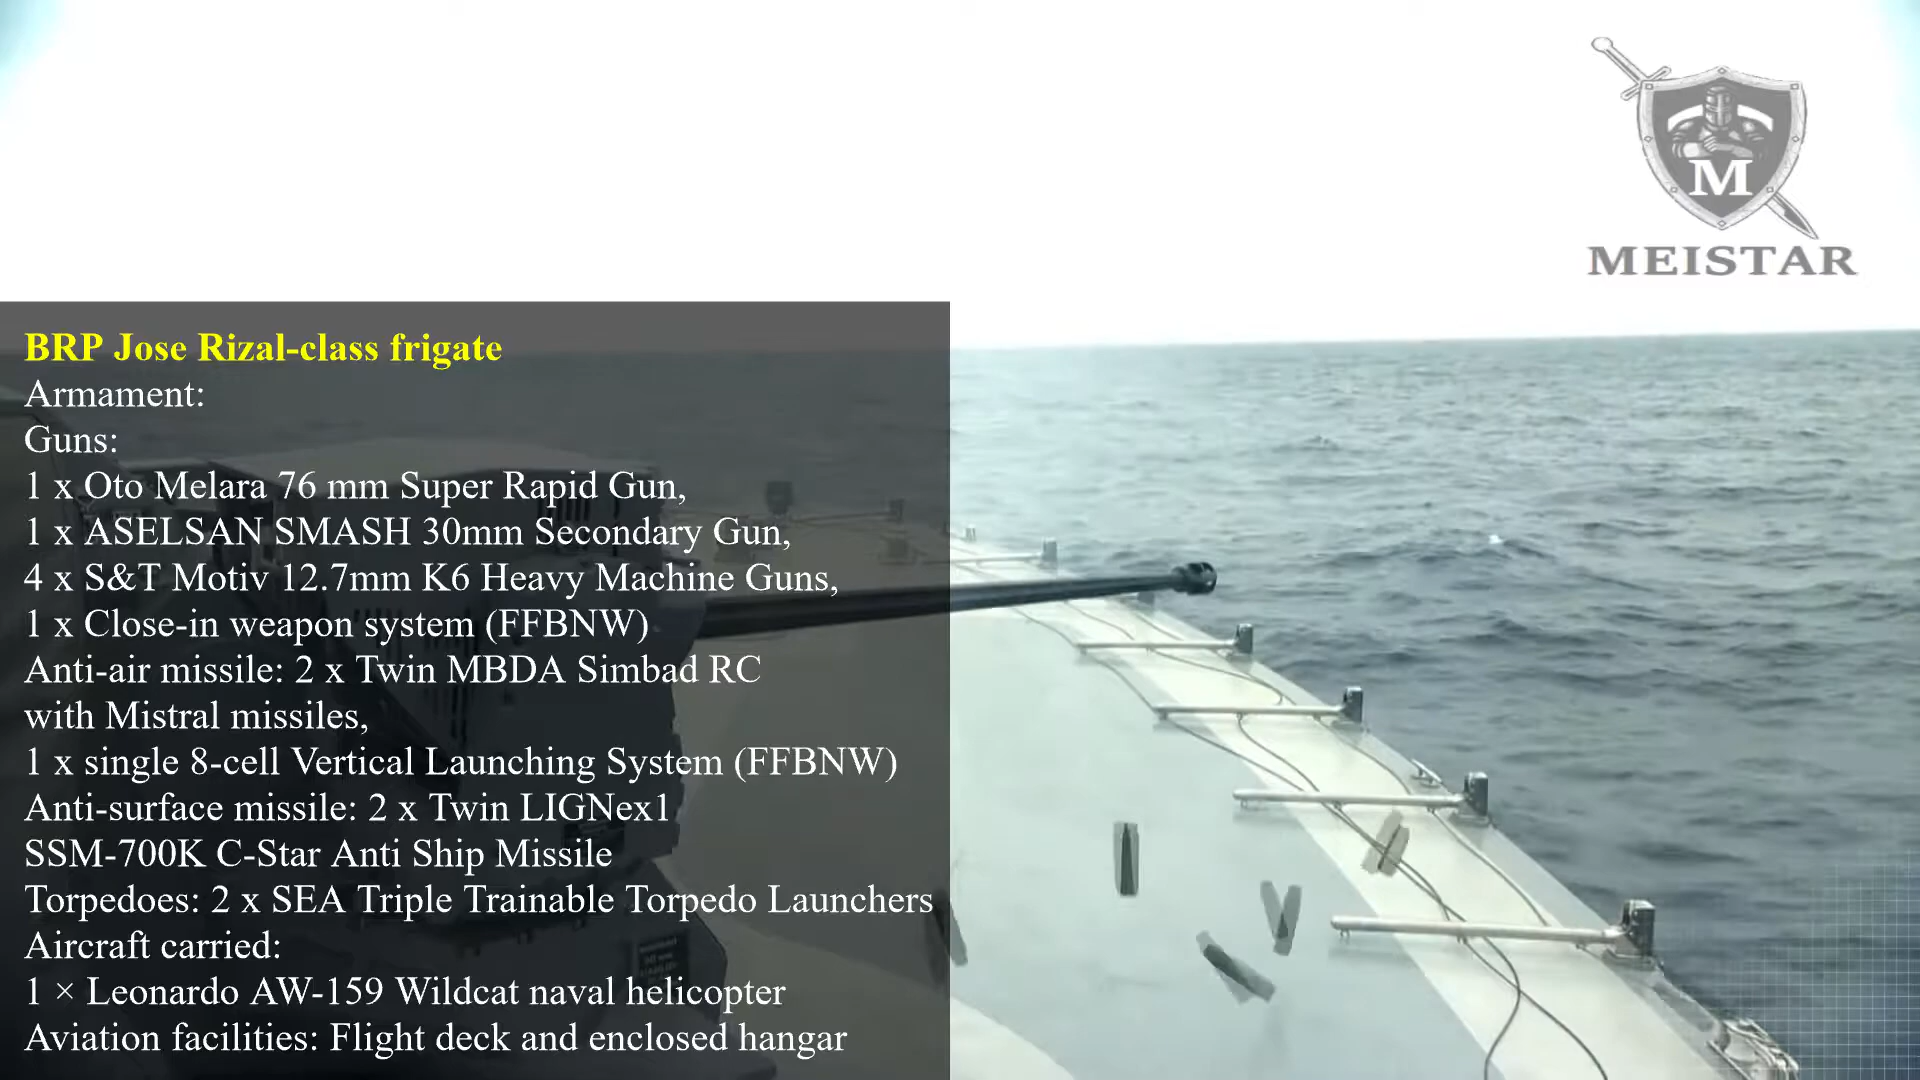 M
MEISTAR
BRP Jose Rizal-class frigate
Armament:
Guns:
1 x Oto Melara 76 mm Super Rapid Gun,
1 x ASELSAN SMASH 30mm Secondary Gun,
4 x S&T Motiv 12.7mm K6 Heavy Machine Guns,
1 x Close-in weapon system (FFBNW)
Anti-air missile: 2 x Twin MBDA Simbad RC
with Mistral missiles,
1 x single 8-cell Vertical Launching System (FFBNW)
Anti-surface missile: 2 x Twin LIGNex1
SSM-700K C-Star Anti Ship Missile
Torpedoes: 2 x SEA Triple Trainable Torpedo Launchers
Aircraft carried:
1 × Leonardo AW-159 Wildcat naval helicopter
Aviation facilities: Flight deck and enclosed hangar